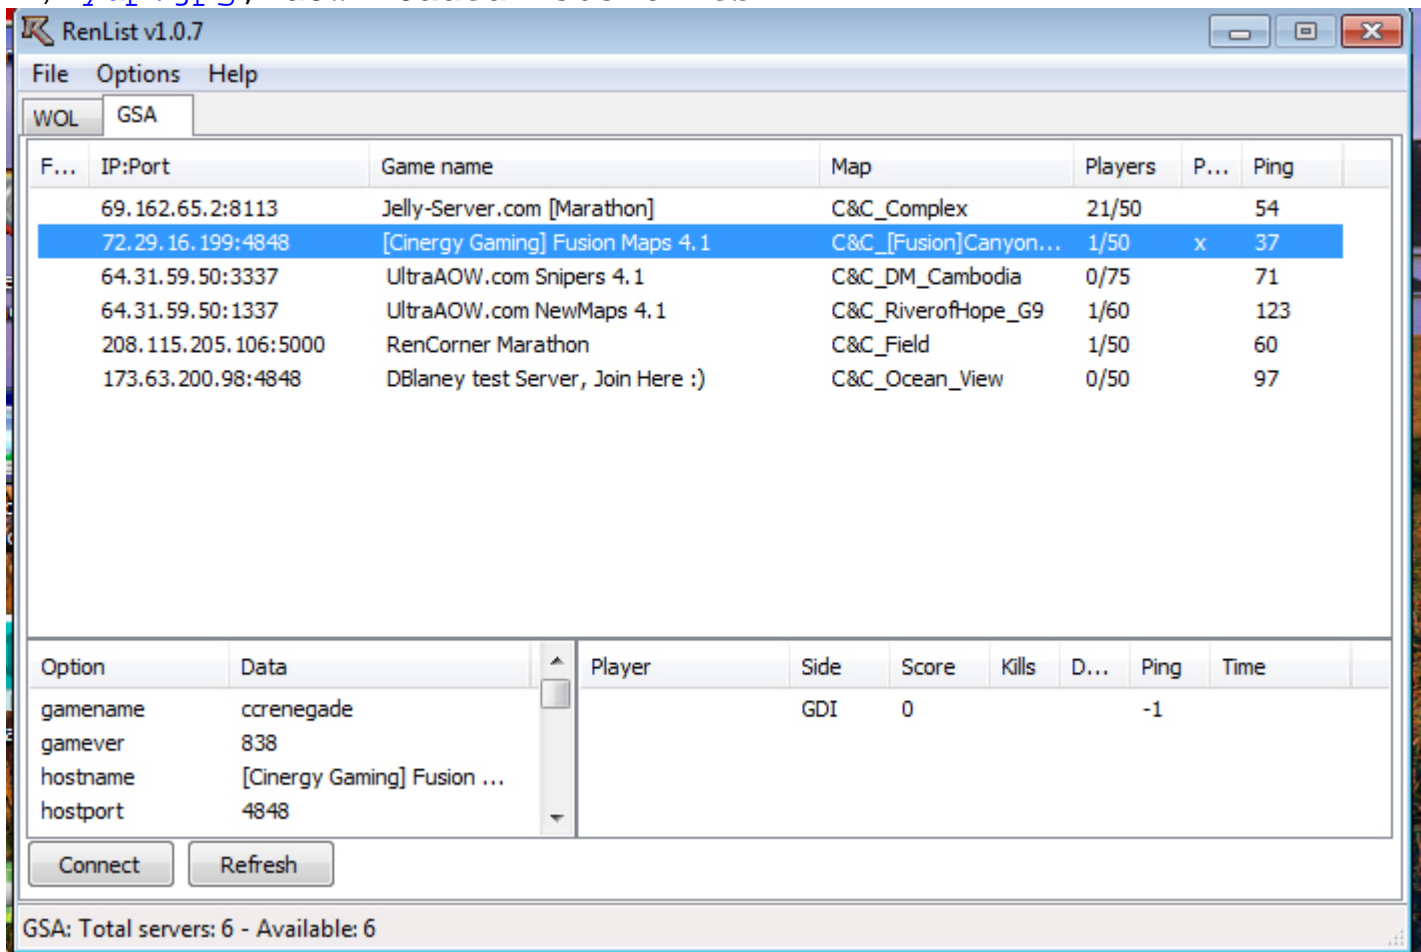 RenList v1.0.7
File Options Help
WOL GSA
F... IP:Port Game name Map Players P... Ping
69.162.65.2:8113 Jelly-Server.com [Marathon] C&C_Complex 21/50 54
72.29.16.199:4848 [Cinergy Gaming] Fusion Maps 4.1 C&C_[Fusion]Canyon... 1/50 x 37
64.31.59.50:3337 UltraAOW.com Snipers 4.1 C&C_DM_Cambodia 0/75 71
64.31.59.50:1337 UltraAOW.com NewMaps 4.1 C&C_RiverofHope_G9 1/60 123
208.115.205.106:5000 RenCorner Marathon C&C_Field 1/50 60
173.63.200.98:4848 DBlaney test Server, Join Here :) C&C_Ocean_View 0/50 97
Option Data Player Side Score Kills D... Ping Time
gamename ccrenegade GDI 0 -1
gamever 838
hostname [Cinergy Gaming] Fusion ...
hostport 4848
Connect Refresh
GSA: Total servers: 6 - Available: 6